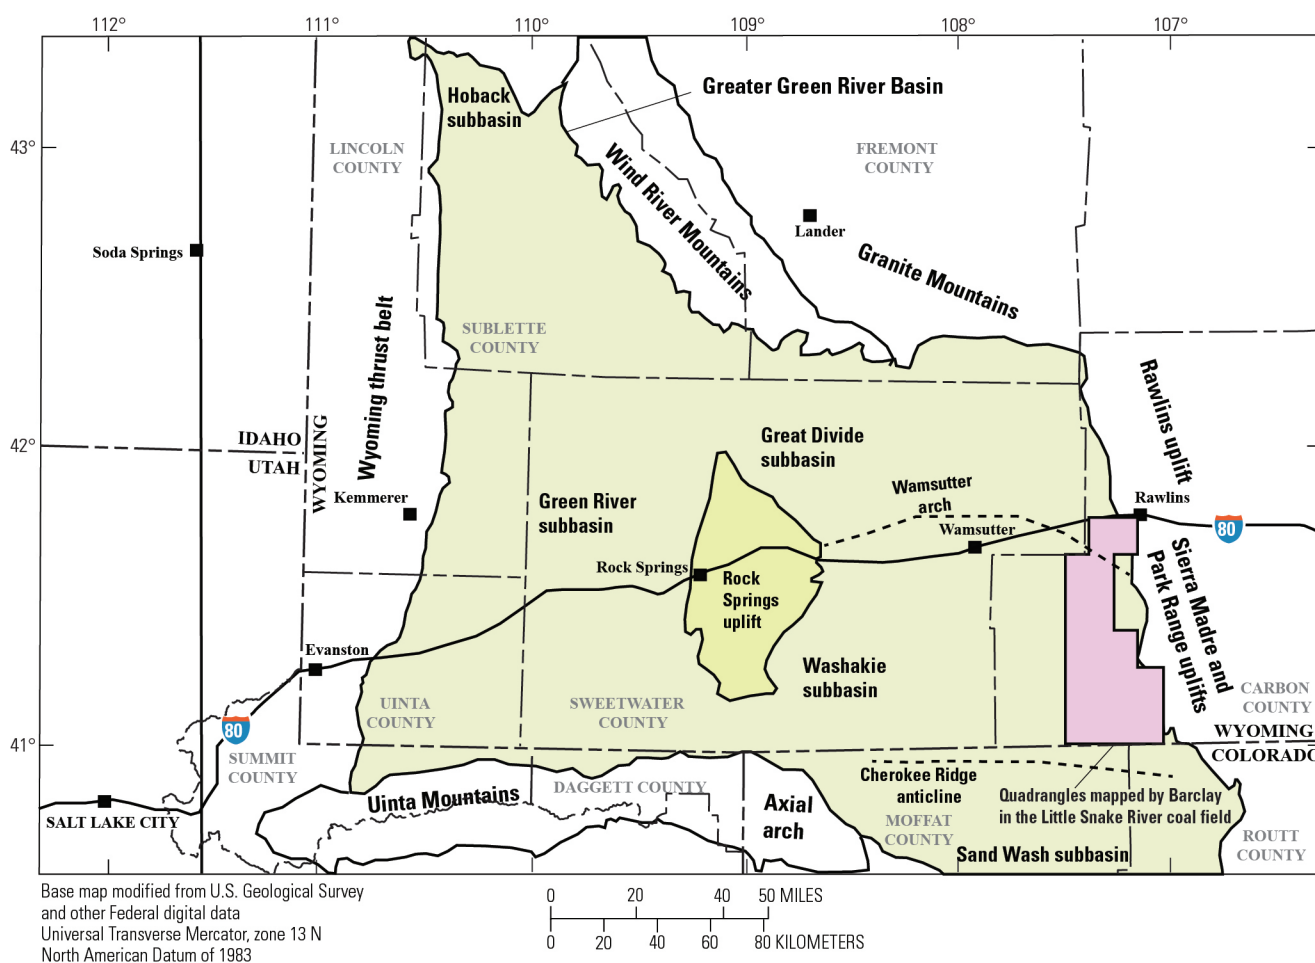 112°
111°
110°
109°
108°
107°
43°
42°
41°
Hoback
subbasin
Greater Green River Basin
LINCOLN
COUNTY
FREMONT
COUNTY
Wind River Mountains
Lander
Soda Springs
Granite Mountains
Wyoming thrust belt
SUBLETTE
COUNTY
Rawlins uplift
IDAHO
UTAH
WYOMING
Great Divide
subbasin
Kemmerer
Green River
subbasin
Wamsutter
arch
Wamsutter
Rawlins
80
Rock Springs
Rock
Springs
uplift
Sierra Madre and
Park Range uplifts
Evanston
Washakie
subbasin
UINTA
COUNTY
SWEETWATER
COUNTY
CARBON
COUNTY
80
WYOMING
COLORADO
SUMMIT
COUNTY
Cherokee Ridge
anticline
DAGGETT COUNTY
Uinta Mountains
Axial
arch
Quadrangles mapped by Barclay
in the Little Snake River coal field
SALT LAKE CITY
MOFFAT
COUNTY
ROUTT
COUNTY
Sand Wash subbasin
Base map modified from U.S. Geological Survey
and other Federal digital data
Universal Transverse Mercator, zone 13 N
North American Datum of 1983
0 20 40 50 MILES
0 20 40 60 80 KILOMETERS